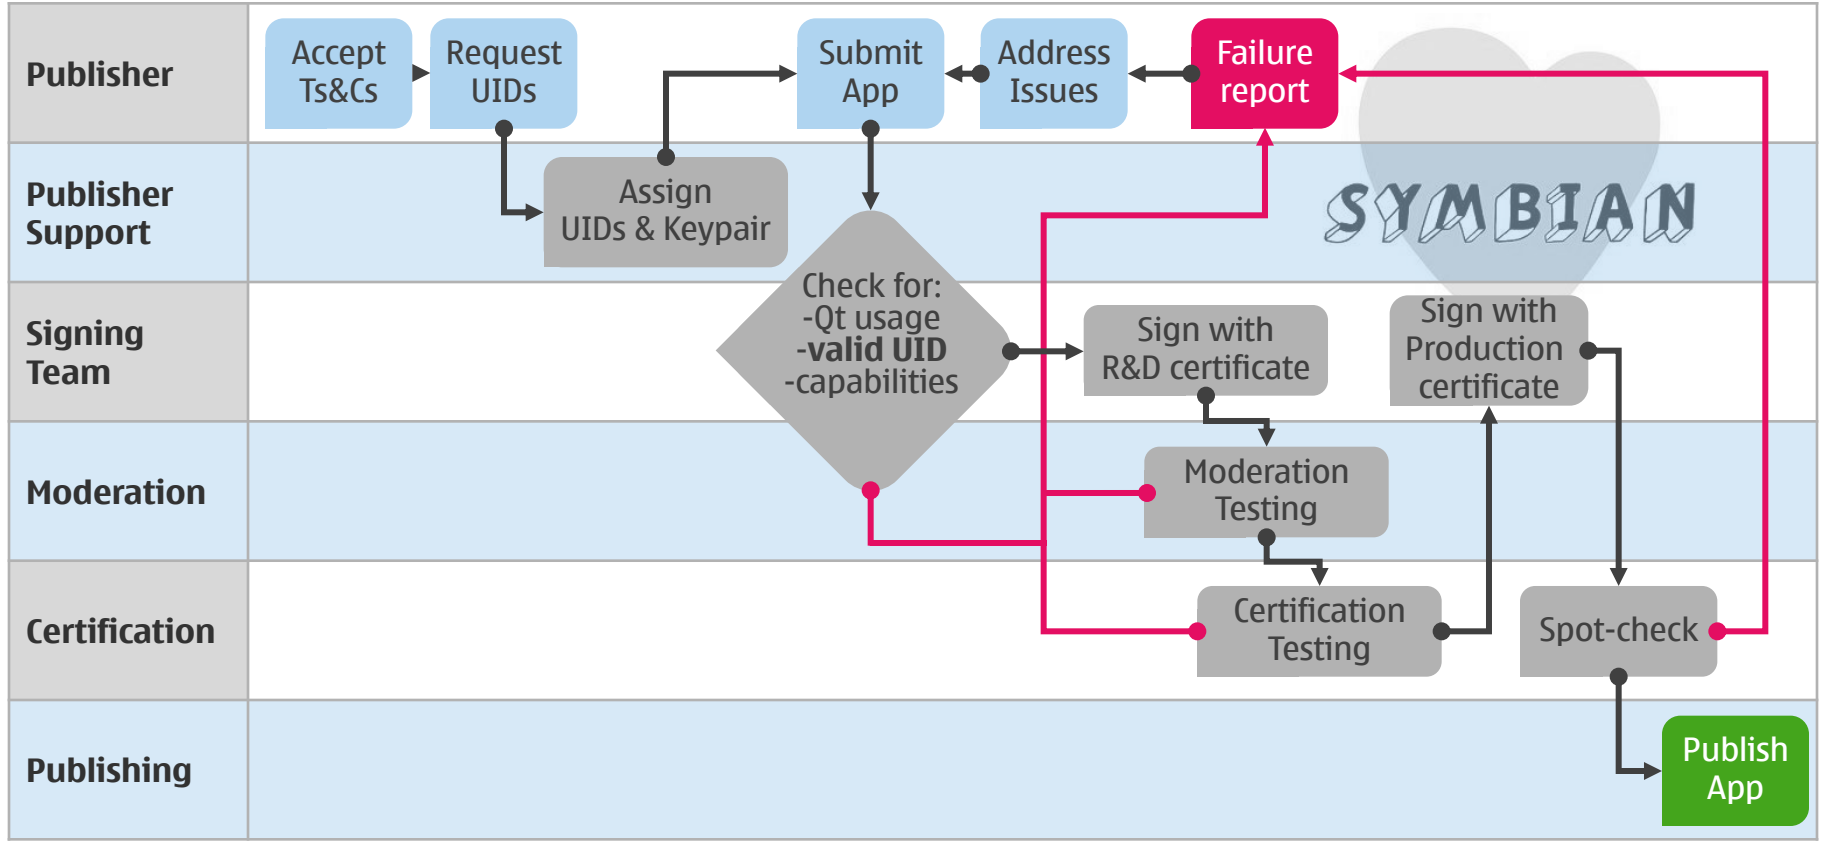 Publisher
Accept
Ts&Cs
Request
UIDs
Submit
App
Address
Issues
Failure
report
Publisher
Support
Assign
UIDs & Keypair
SYMBIAN
Signing
Team
Check for:
-Qt usage
-valid UID
-capabilities
Sign with
R&D certificate
Sign with
Production
certificate
Moderation
Moderation
Testing
Certification
Certification
Testing
Spot-check
Publishing
Publish
App